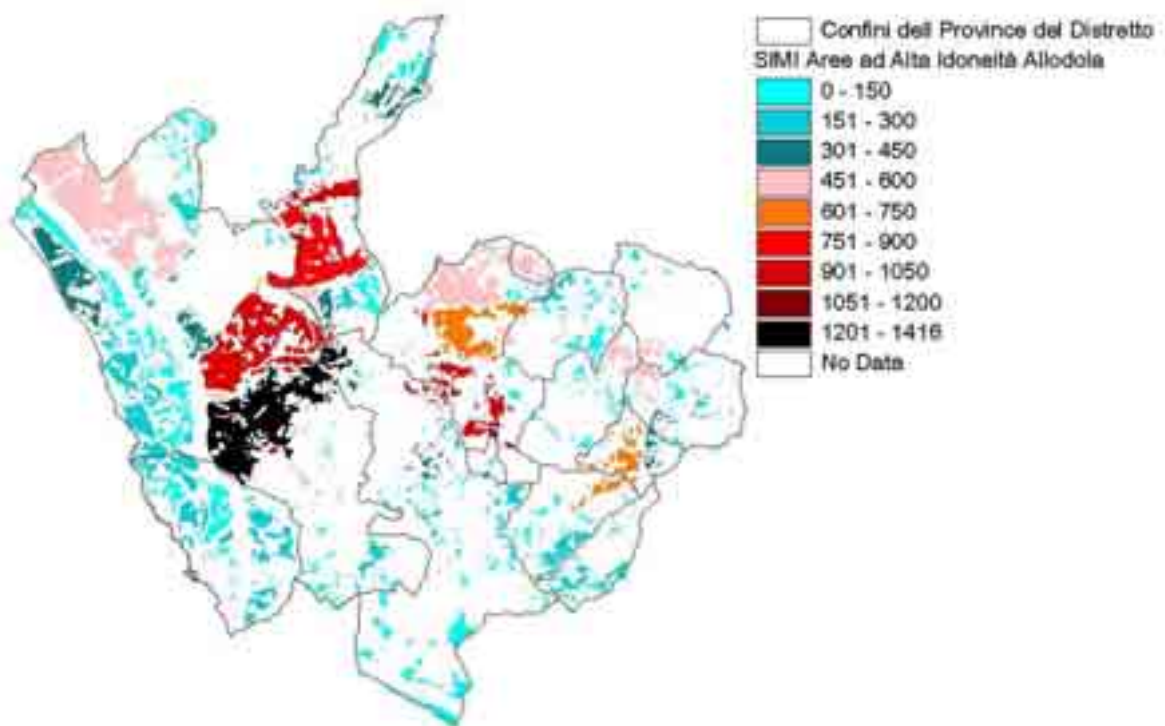 Confini dell Province del Distretto
SIMI Aree ad Alta Idoneità Allodola
0 - 150
151 - 300
301 - 450
451 - 600
601 - 750
751 - 900
901 - 1050
1051 - 1200
1201 - 1416
No Data